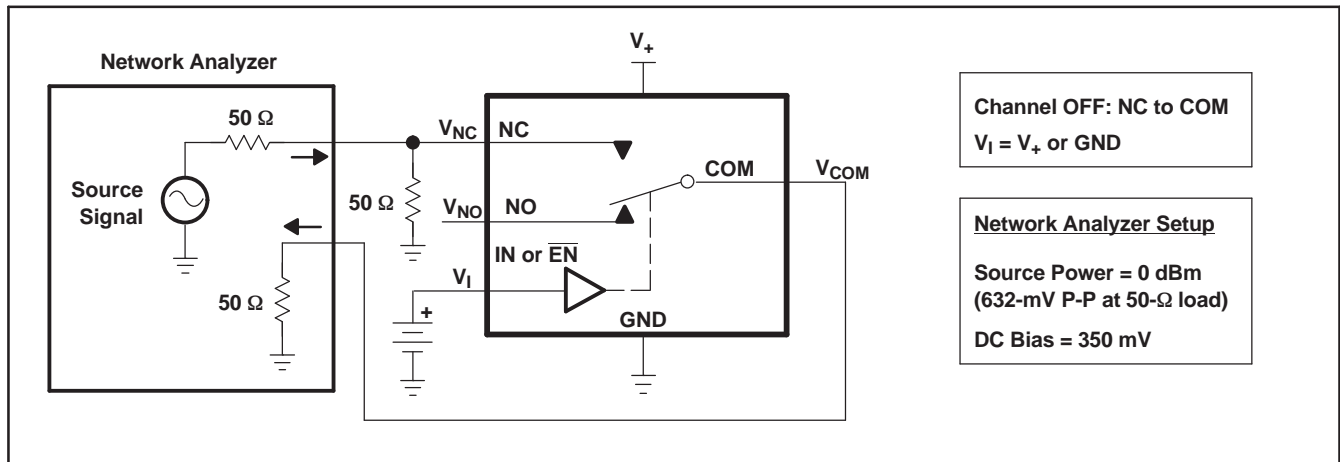 Network Analyzer
50 Ω
Source
Signal
50 Ω
V+
VNC
NC
50 Ω
VNO
NO
COM
VCOM
IN or E̅N̅
VI
+
GND
Channel OFF: NC to COM
VI = V+ or GND
Network Analyzer Setup
Source Power = 0 dBm
(632-mV P-P at 50-Ω load)
DC Bias = 350 mV